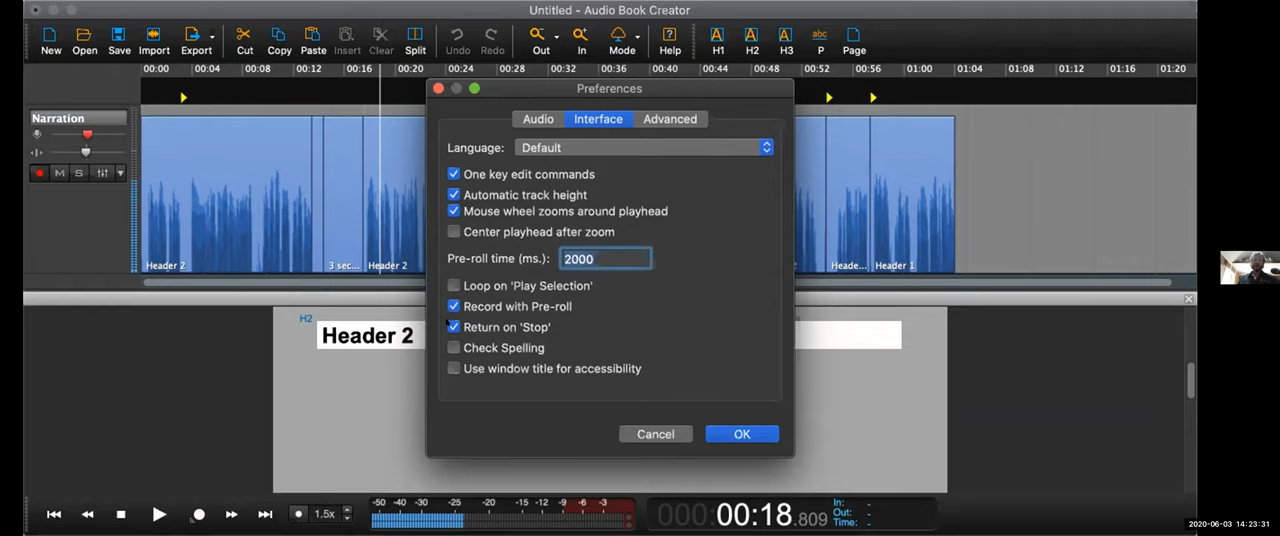 Untitled - Audio Book Creator
New Open Save Import Export Cut Copy Paste Insert Clear Split Undo Redo Out In Mode Help H1 H2 H3 P Page
A A A abc
00:00 00:04 00:08 00:12 00:16 00:20 00:24 00:28 00:32 00:36 00:40 00:44 00:48 00:52 00:56 01:00 01:04 01:08 01:12 01:16 01:20
Preferences
Narration
M S
Header 2 3 sec... Header 2 Heade... Header 1
Audio Interface Advanced
Language: Default
One key edit commands
Automatic track height
Mouse wheel zooms around playhead
Center playhead after zoom
Pre-roll time (ms.): 2000
Loop on 'Play Selection'
Record with Pre-roll
Return on 'Stop'
Check Spelling
Use window title for accessibility
Cancel OK
H2
Header 2
1.5x
-50 -40 -30 -25 -20 -15 -12 -9 -6 -3
000:00:18.809
In: -
Out: -
Time: -
2020-06-03 14:23:31